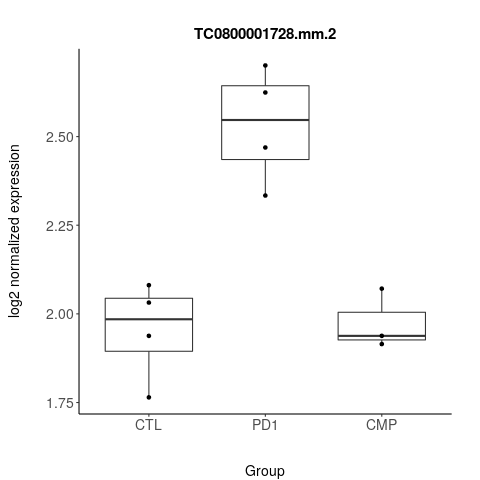 TC0800001728.mm.2
log2 normalized expression
2.50
2.25
2.00
1.75
CTL
PD1
CMP
Group